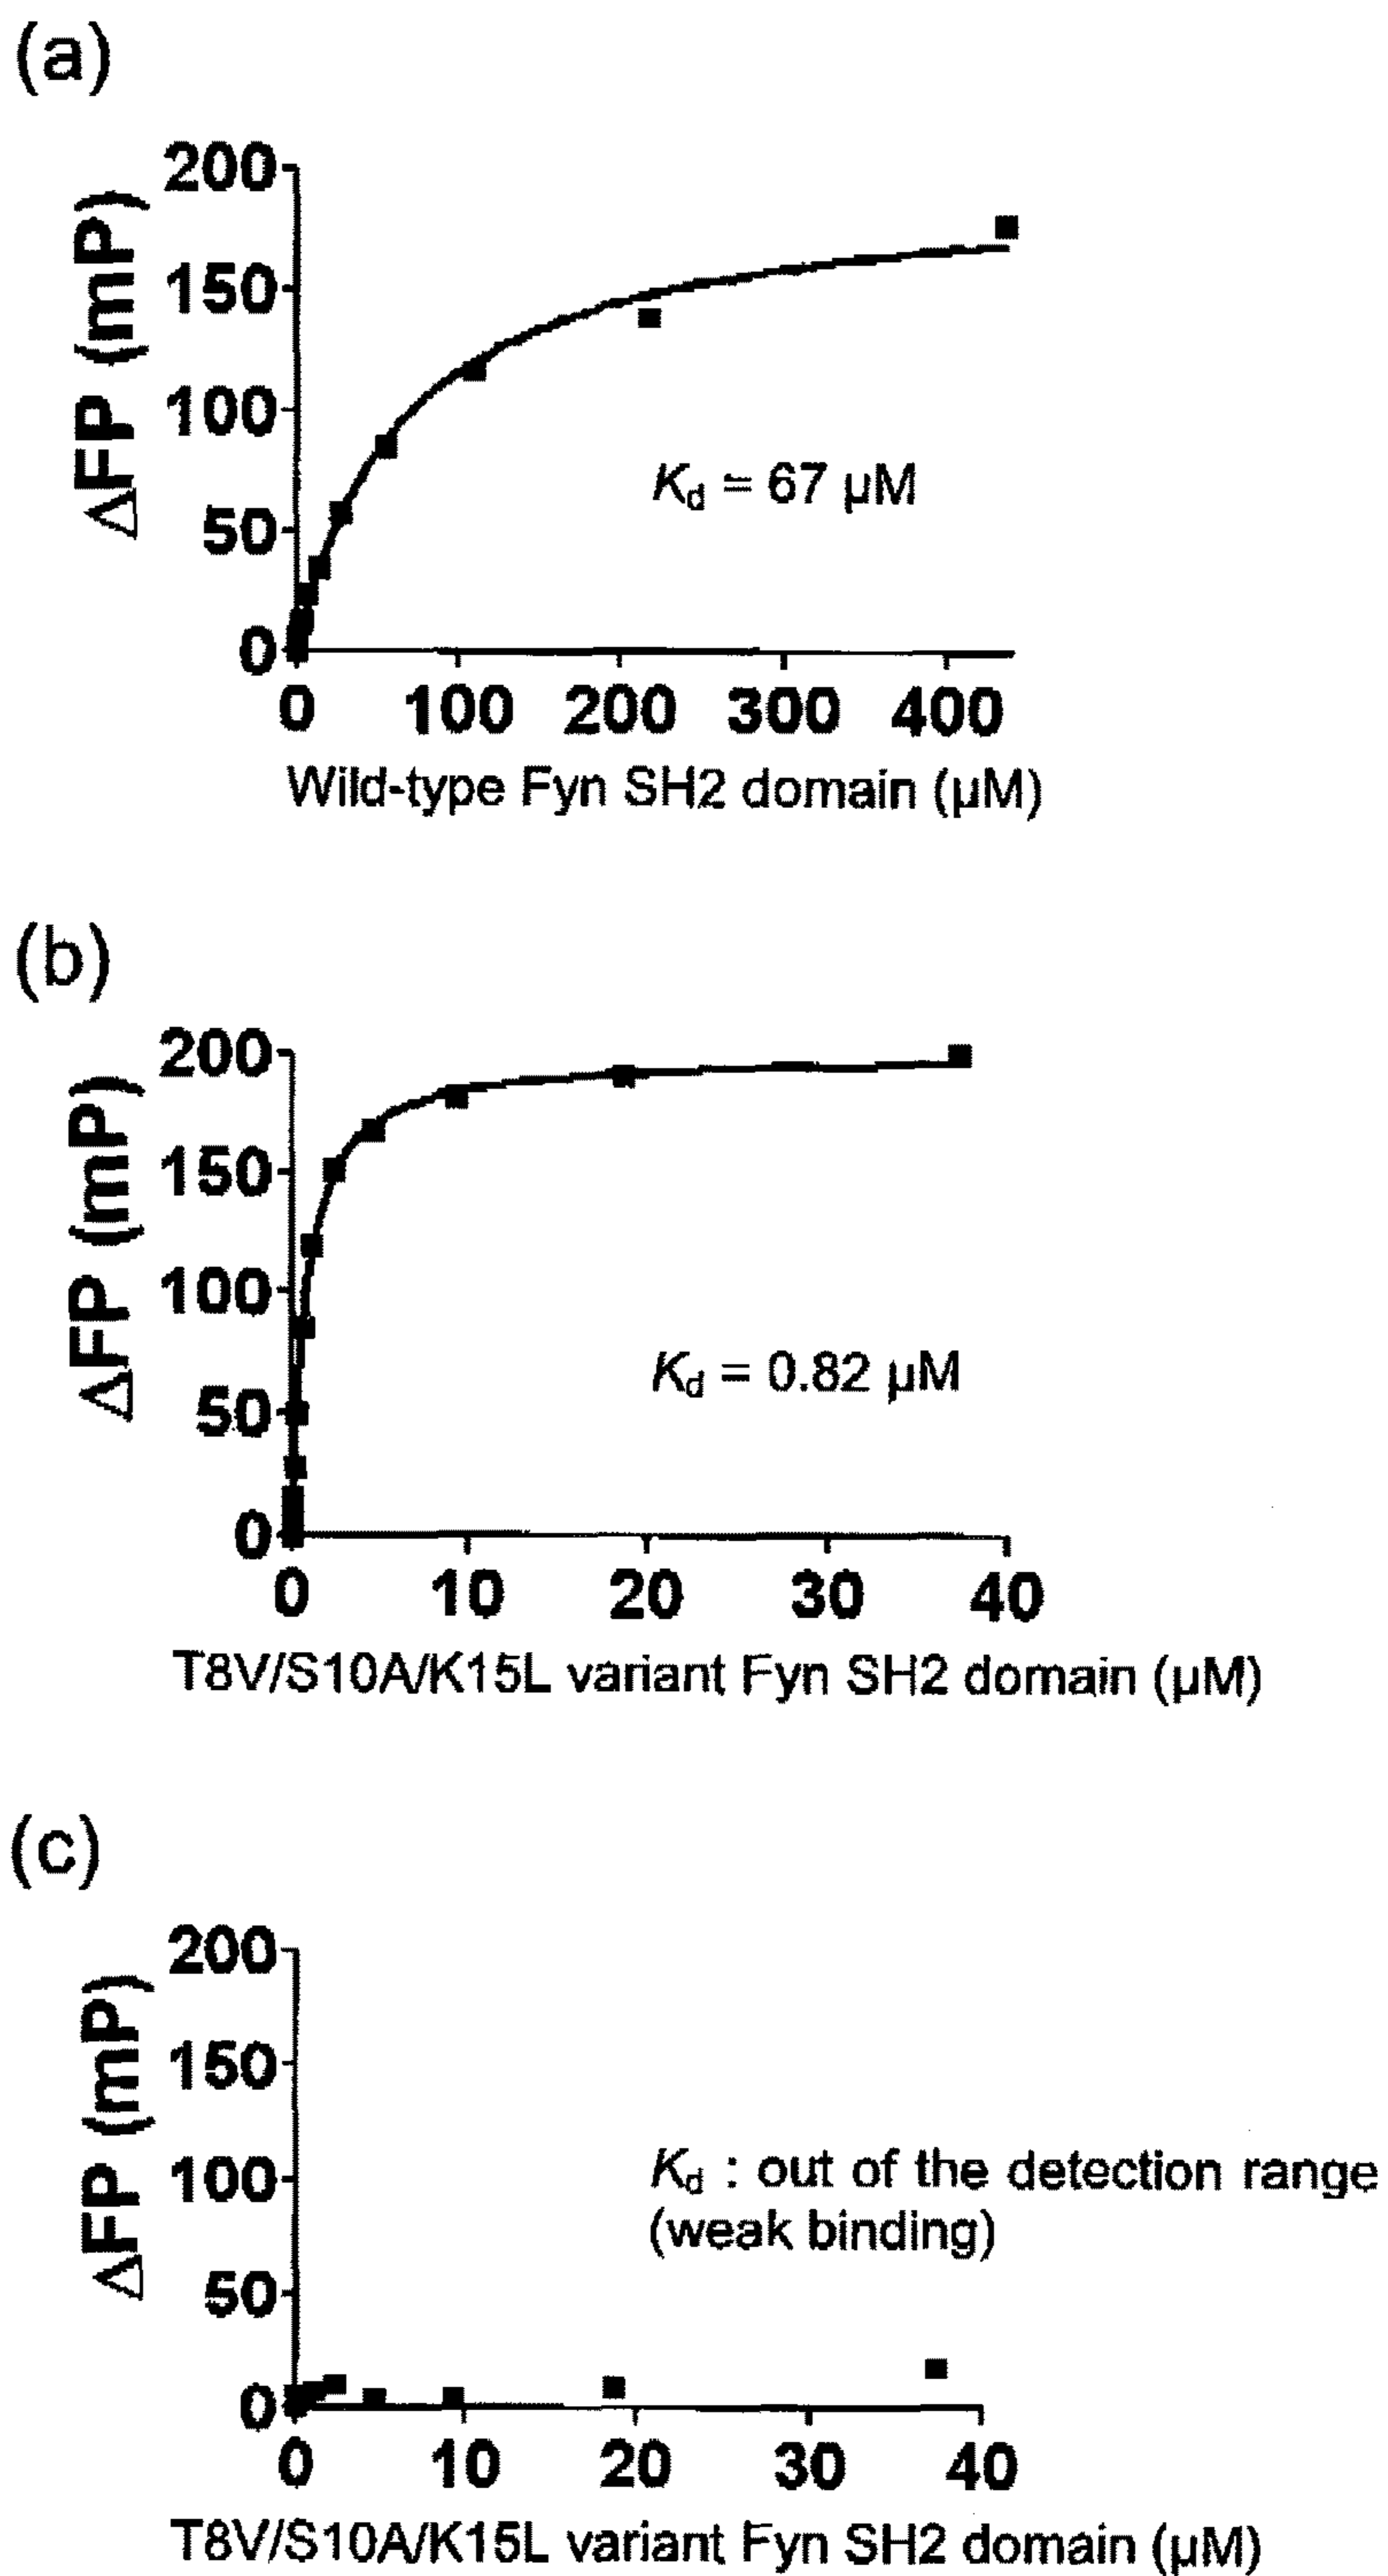 (a)
ΔFP (mP)
200
150
100
50
0
K_d = 67 µM
0 100 200 300 400
Wild-type Fyn SH2 domain (µM)
(b)
ΔFP (mP)
200
150
100
50
0
K_d = 0.82 µM
0 10 20 30 40
T8V/S10A/K15L variant Fyn SH2 domain (µM)
(c)
ΔFP (mP)
200
150
100
50
0
K_d : out of the detection range
(weak binding)
0 10 20 30 40
T8V/S10A/K15L variant Fyn SH2 domain (µM)